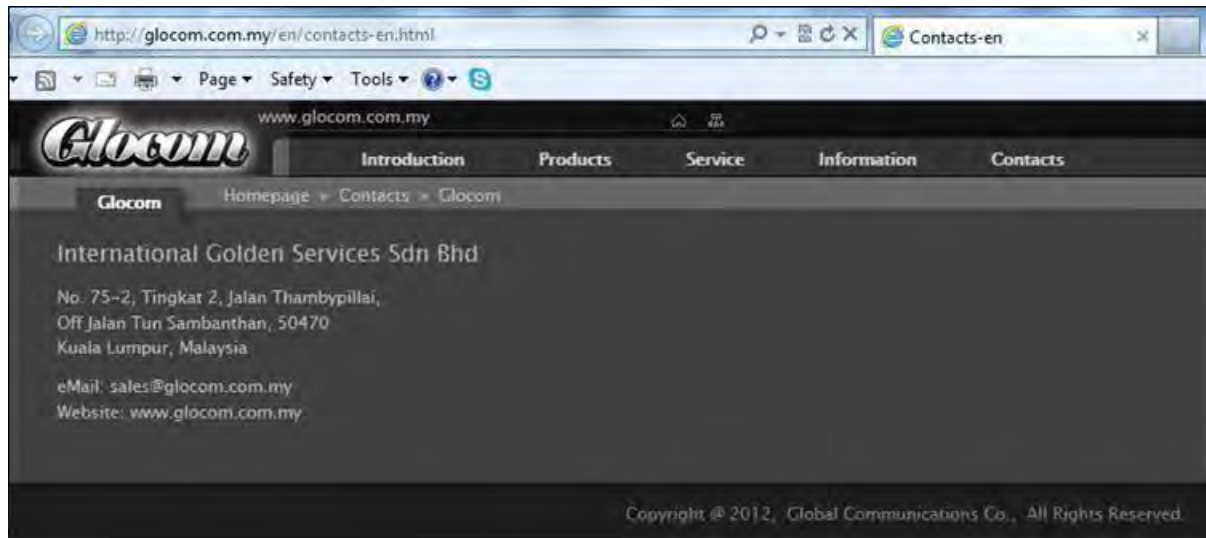 http://glocom.com.my/en/contacts-en.html
Contacts-en
Page Safety Tools
Glocom
www.glocom.com.my
Introduction Products Service Information Contacts
Glocom
Homepage » Contacts » Glocom
International Golden Services Sdn Bhd
No. 75-2, Tingkat 2, Jalan Thambypillai,
Off Jalan Tun Sambanthan, 50470
Kuala Lumpur, Malaysia
eMail: sales@glocom.com.my
Website: www.glocom.com.my
Copyright @ 2012, Global Communications Co., All Rights Reserved.